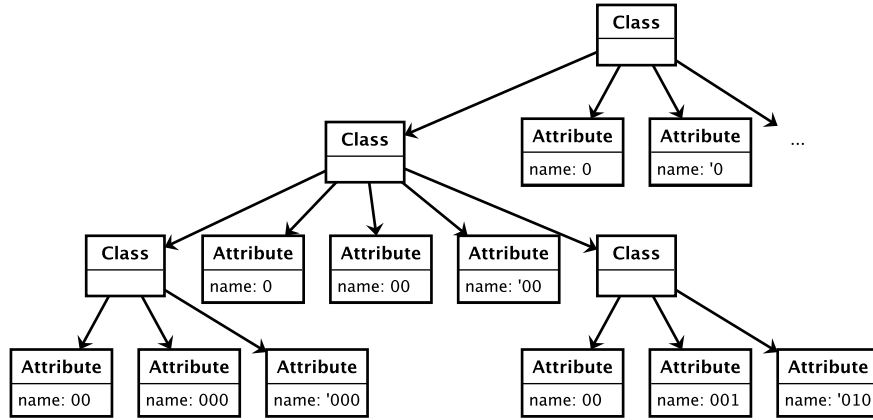 Class
Attribute
name: 0
Attribute
name: '0
...
Class
Class
Attribute
name: 0
Attribute
name: 00
Attribute
name: '00
Class
Attribute
name: 00
Attribute
name: 000
Attribute
name: '000
Attribute
name: 00
Attribute
name: 001
Attribute
name: '010